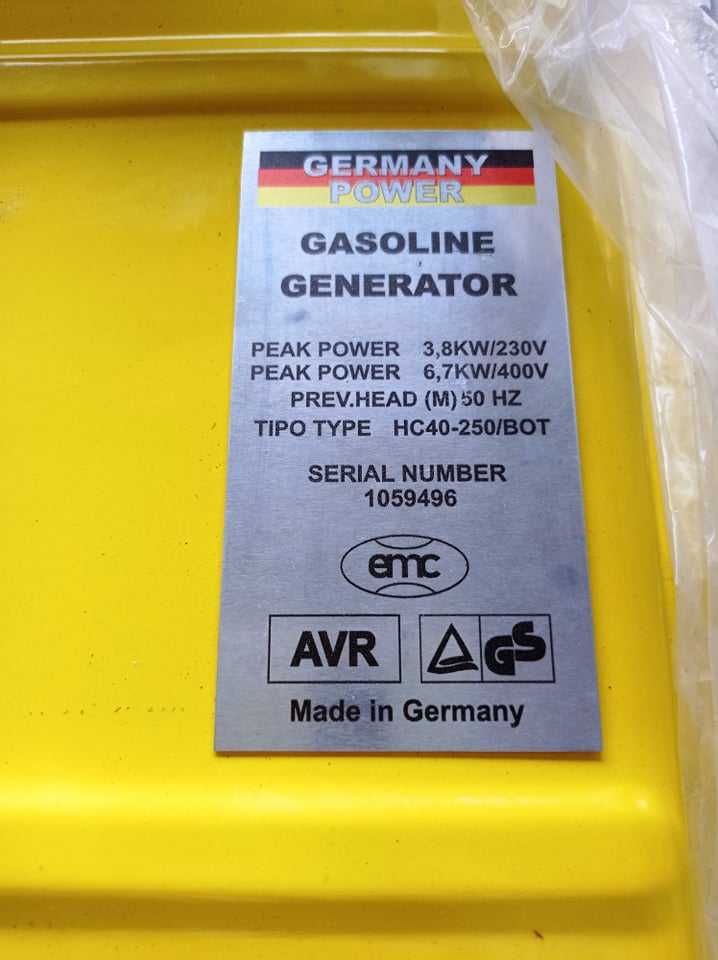 GERMANY
POWER
GASOLINE
GENERATOR
PEAK POWER 3,8KW/230V
PEAK POWER 6,7KW/400V
PREV.HEAD (M) 50 HZ
TIPO TYPE HC40-250/BOT
SERIAL NUMBER
1059496
emc
AVR GS
Made in Germany